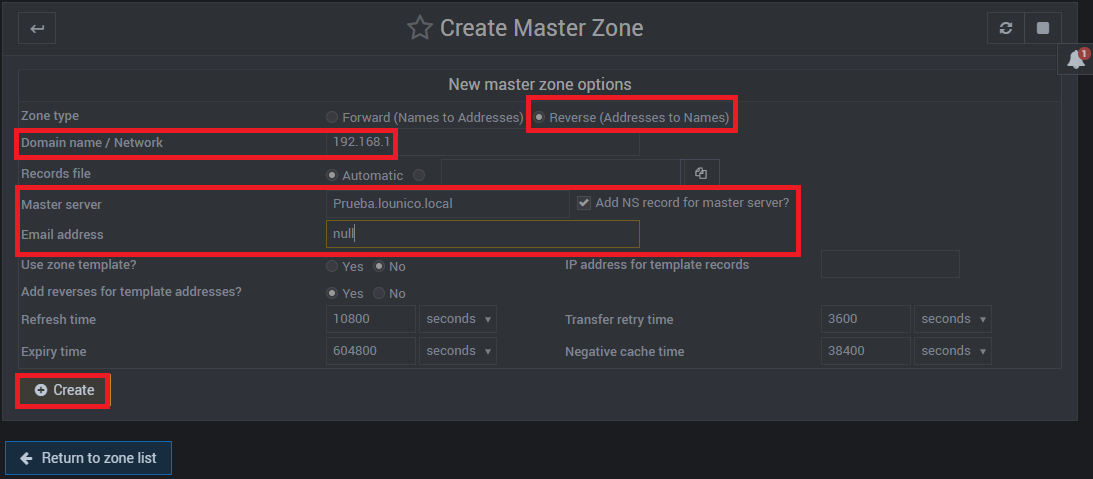 Create Master Zone
1
New master zone options
Zone type Forward (Names to Addresses) Reverse (Addresses to Names)
Domain name / Network 192.168.1
Records file Automatic
Master server Prueba.lounico.local Add NS record for master server?
Email address null
Use zone template? Yes No IP address for template records
Add reverses for template addresses? Yes No
Refresh time 10800 seconds Transfer retry time 3600 seconds
Expiry time 604800 seconds Negative cache time 38400 seconds
Create
Return to zone list